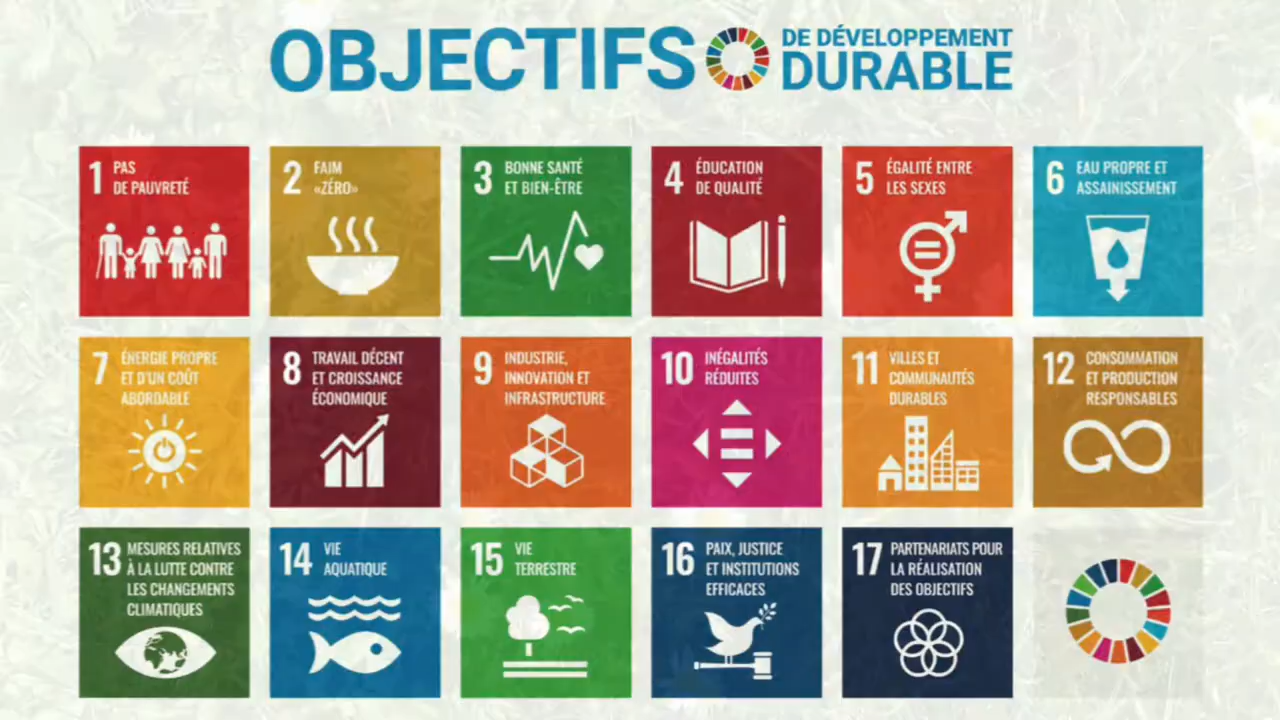 OBJECTIFS
DE DÉVELOPPEMENT
DURABLE
1 PAS
DE PAUVRETÉ
2 FAIM
«ZÉRO»
3 BONNE SANTÉ
ET BIEN-ÊTRE
4 ÉDUCATION
DE QUALITÉ
5 ÉGALITÉ ENTRE
LES SEXES
6 EAU PROPRE ET
ASSAINISSEMENT
7 ÉNERGIE PROPRE
ET D'UN COÛT
ABORDABLE
8 TRAVAIL DÉCENT
ET CROISSANCE
ÉCONOMIQUE
9 INDUSTRIE,
INNOVATION ET
INFRASTRUCTURE
10 INÉGALITÉS
RÉDUITES
11 VILLES ET
COMMUNAUTÉS
DURABLES
12 CONSOMMATION
ET PRODUCTION
RESPONSABLES
13 MESURES RELATIVES
À LA LUTTE CONTRE
LES CHANGEMENTS
CLIMATIQUES
14 VIE
AQUATIQUE
15 VIE
TERRESTRE
16 PAIX, JUSTICE
ET INSTITUTIONS
EFFICACES
17 PARTENARIATS POUR
LA RÉALISATION
DES OBJECTIFS